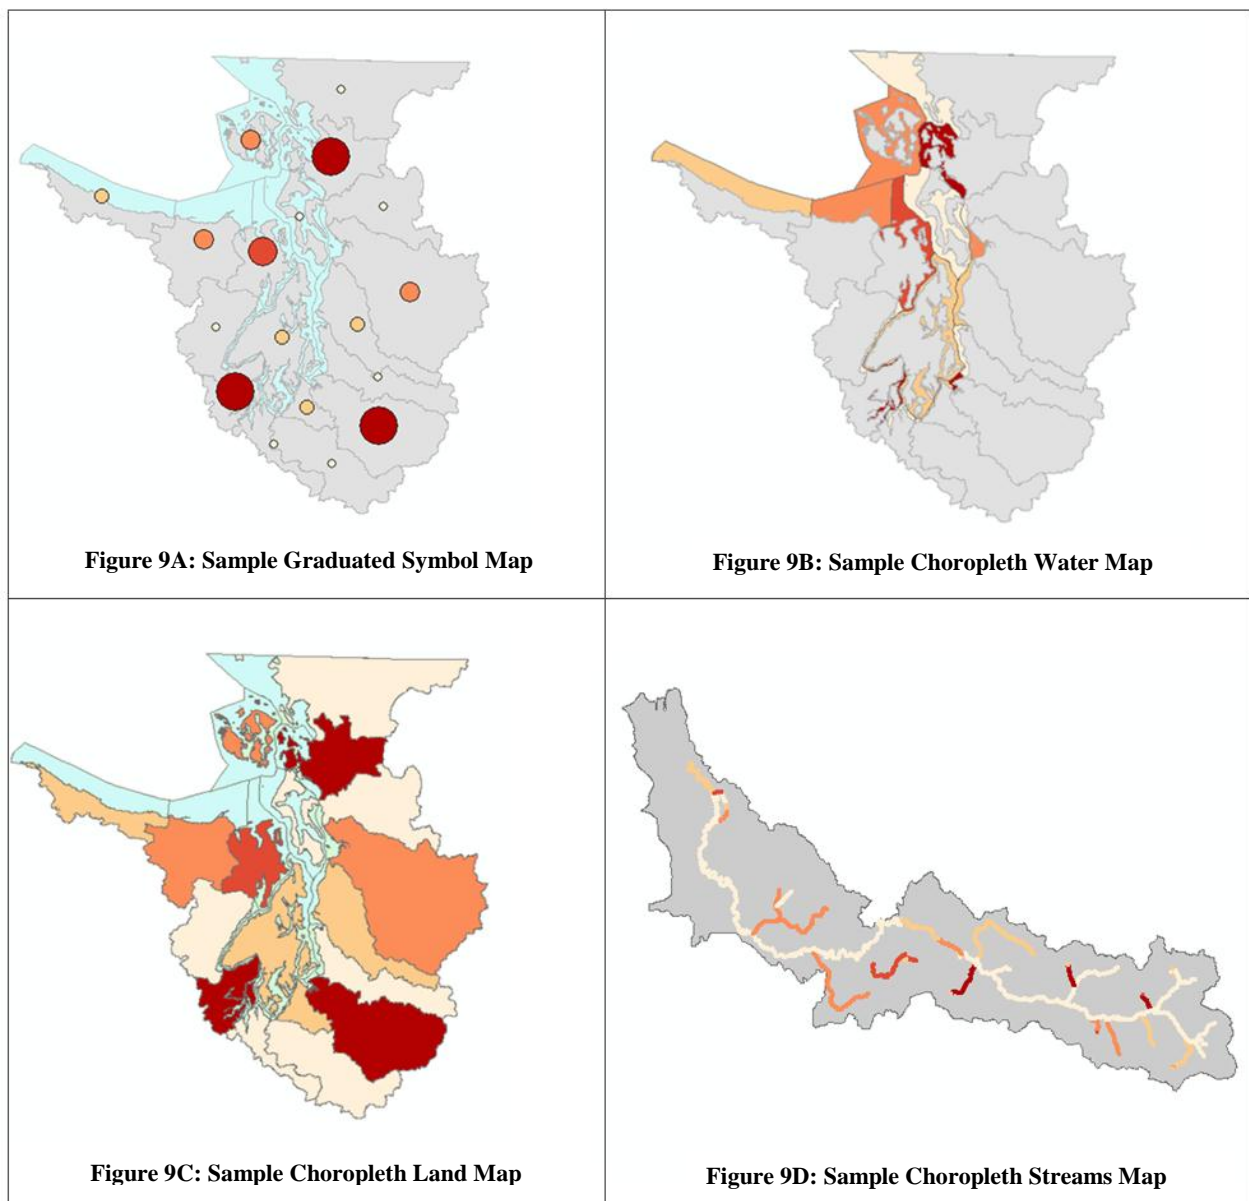 Figure 9A: Sample Graduated Symbol Map
Figure 9B: Sample Choropleth Water Map
Figure 9C: Sample Choropleth Land Map
Figure 9D: Sample Choropleth Streams Map